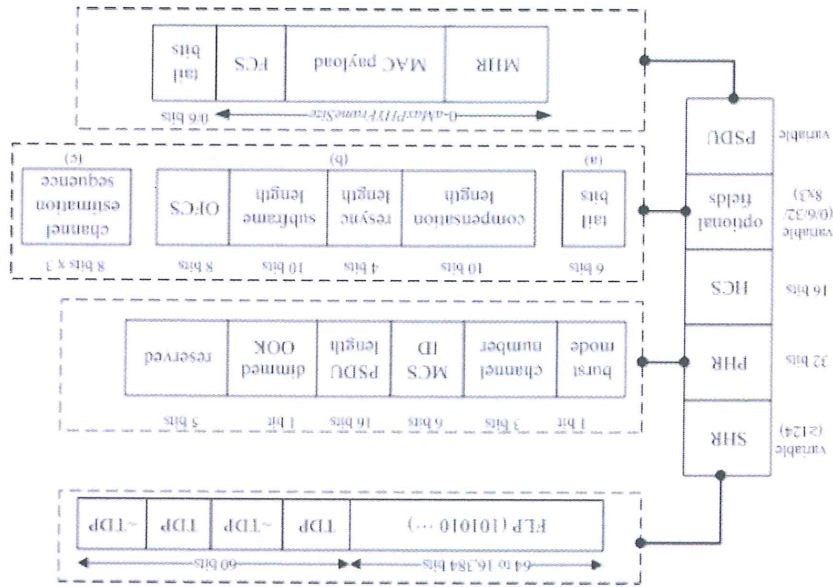 64 to 16,384 bits
60 bits
FLP (101010 ...)
TDP
~TDP
TDP
~TDP
variable
(≥124)
SHR
1 bit
3 bits
6 bits
16 bits
1 bit
5 bits
burst
mode
channel
number
MCS
ID
PSDU
length
dimmed
OOK
reserved
32 bits
PHR
16 bits
HCS
6 bits
10 bits
4 bits
10 bits
8 bits
8 bits x 3
tail
bits
compensation
length
resync
length
subframe
length
OFCS
channel
estimation
sequence
(a)
(b)
(c)
variable
(0/6/32/
8x3)
optional
fields
variable
PSDU
0-aMaxPHYFrameSize
0/6 bits
MHR
MAC payload
FCS
tail
bits